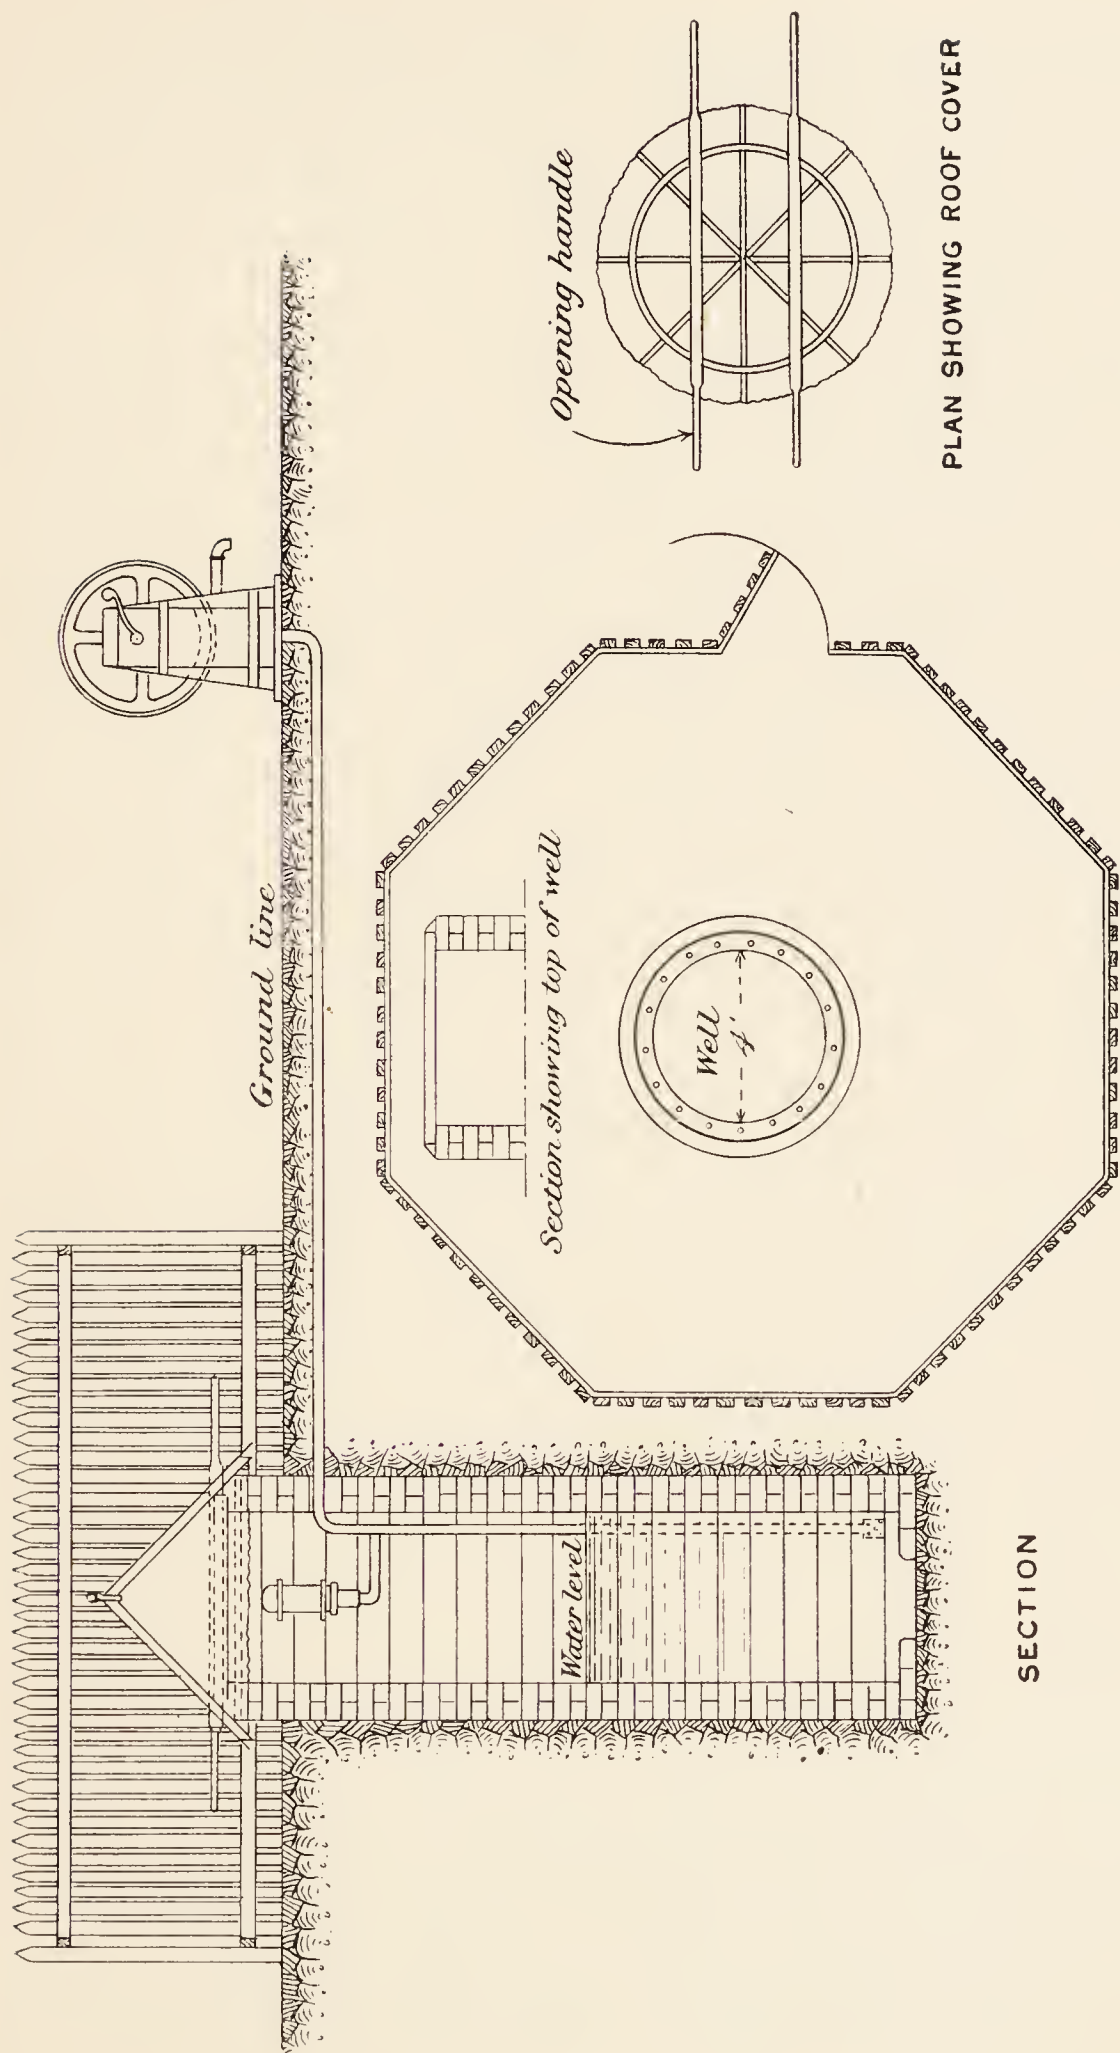 Ground line
Water level
SECTION
Section showing top of well
Well
4'
Opening handle
PLAN SHOWING ROOF COVER